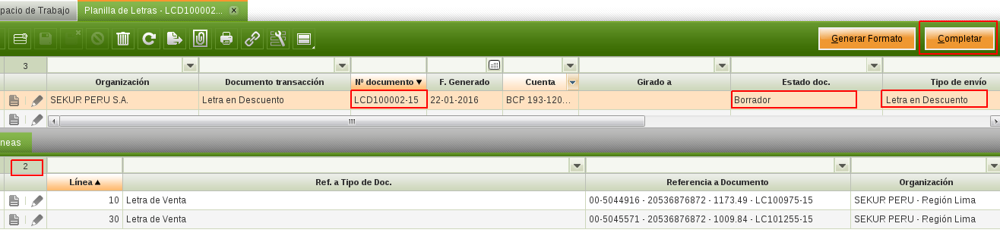 pacio de Trabajo Planilla de Letras - LCD100002...
Generar Formato Completar
3
Organización Documento transacción Nº documento F. Generado Cuenta Girado a Estado doc. Tipo de envío
SEKUR PERU S.A. Letra en Descuento LCD100002-15 22-01-2016 BCP 193-120... Borrador Letra en Descuento
neas
2
Línea Ref. a Tipo de Doc. Referencia a Documento Organización
10 Letra de Venta 00-5044916 - 20536876872 - 1173.49 - LC100975-15 SEKUR PERU - Región Lima
30 Letra de Venta 00-5045571 - 20536876872 - 1009.84 - LC101255-15 SEKUR PERU - Región Lima